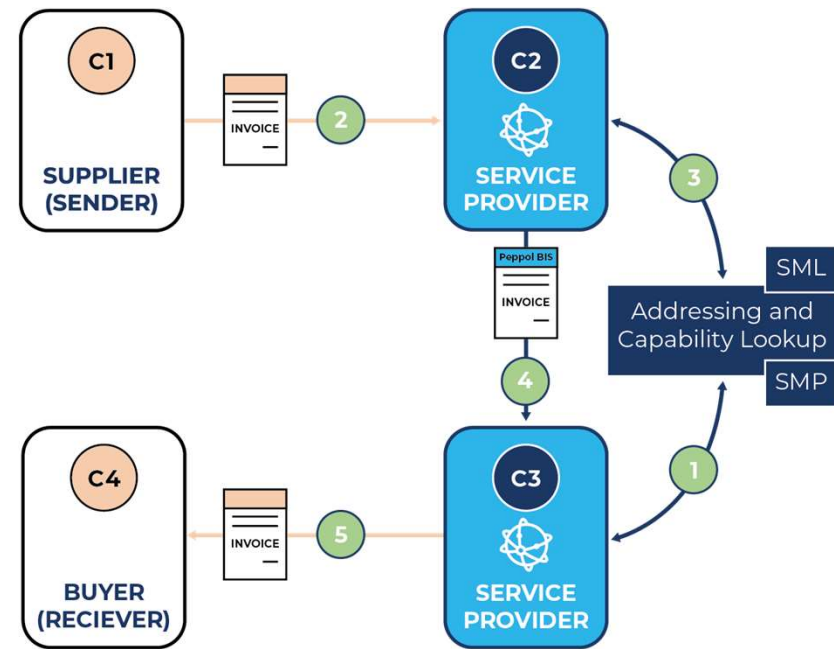 C1
SUPPLIER
(SENDER)
INVOICE
2
C2
SERVICE
PROVIDER
3
SML
Addressing and
Capability Lookup
SMP
Peppol BIS
INVOICE
4
1
C4
BUYER
(RECIEVER)
INVOICE
5
C3
SERVICE
PROVIDER